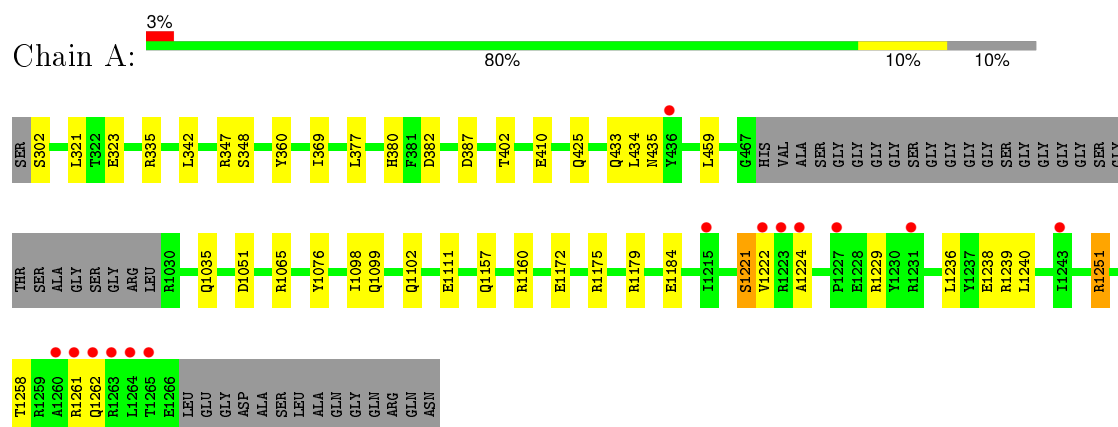 3%
Chain A:
80% 10% 10%
SER S302 L321 T322 E323 R335 L342 R347 S348 Y360 I369 L377 H380 F381 D382 D387 T402 E410 Q425 Q433 L434 N435 Y436 L459 G467 HIS VAL ALA SER GLY GLY GLY GLY SER GLY GLY GLY GLY SER GLY GLY GLY GLY SER GLY
THR SER ALA GLY SER GLY ARG LEU R1030 Q1035 D1051 R1065 Y1076 I1098 Q1099 Q1102 E1111 Q1157 R1160 E1172 R1175 R1179 E1184 I1215 S1221 V1222 R1223 A1224 P1227 E1228 R1229 Y1230 R1231 L1236 Y1237 E1238 R1239 L1240 I1243 R1251
T1258 R1259 A1260 R1261 Q1262 R1263 L1264 T1265 E1266 LEU GLU GLY ASP ALA SER LEU ALA GLN GLY GLN ARG GLN ASN